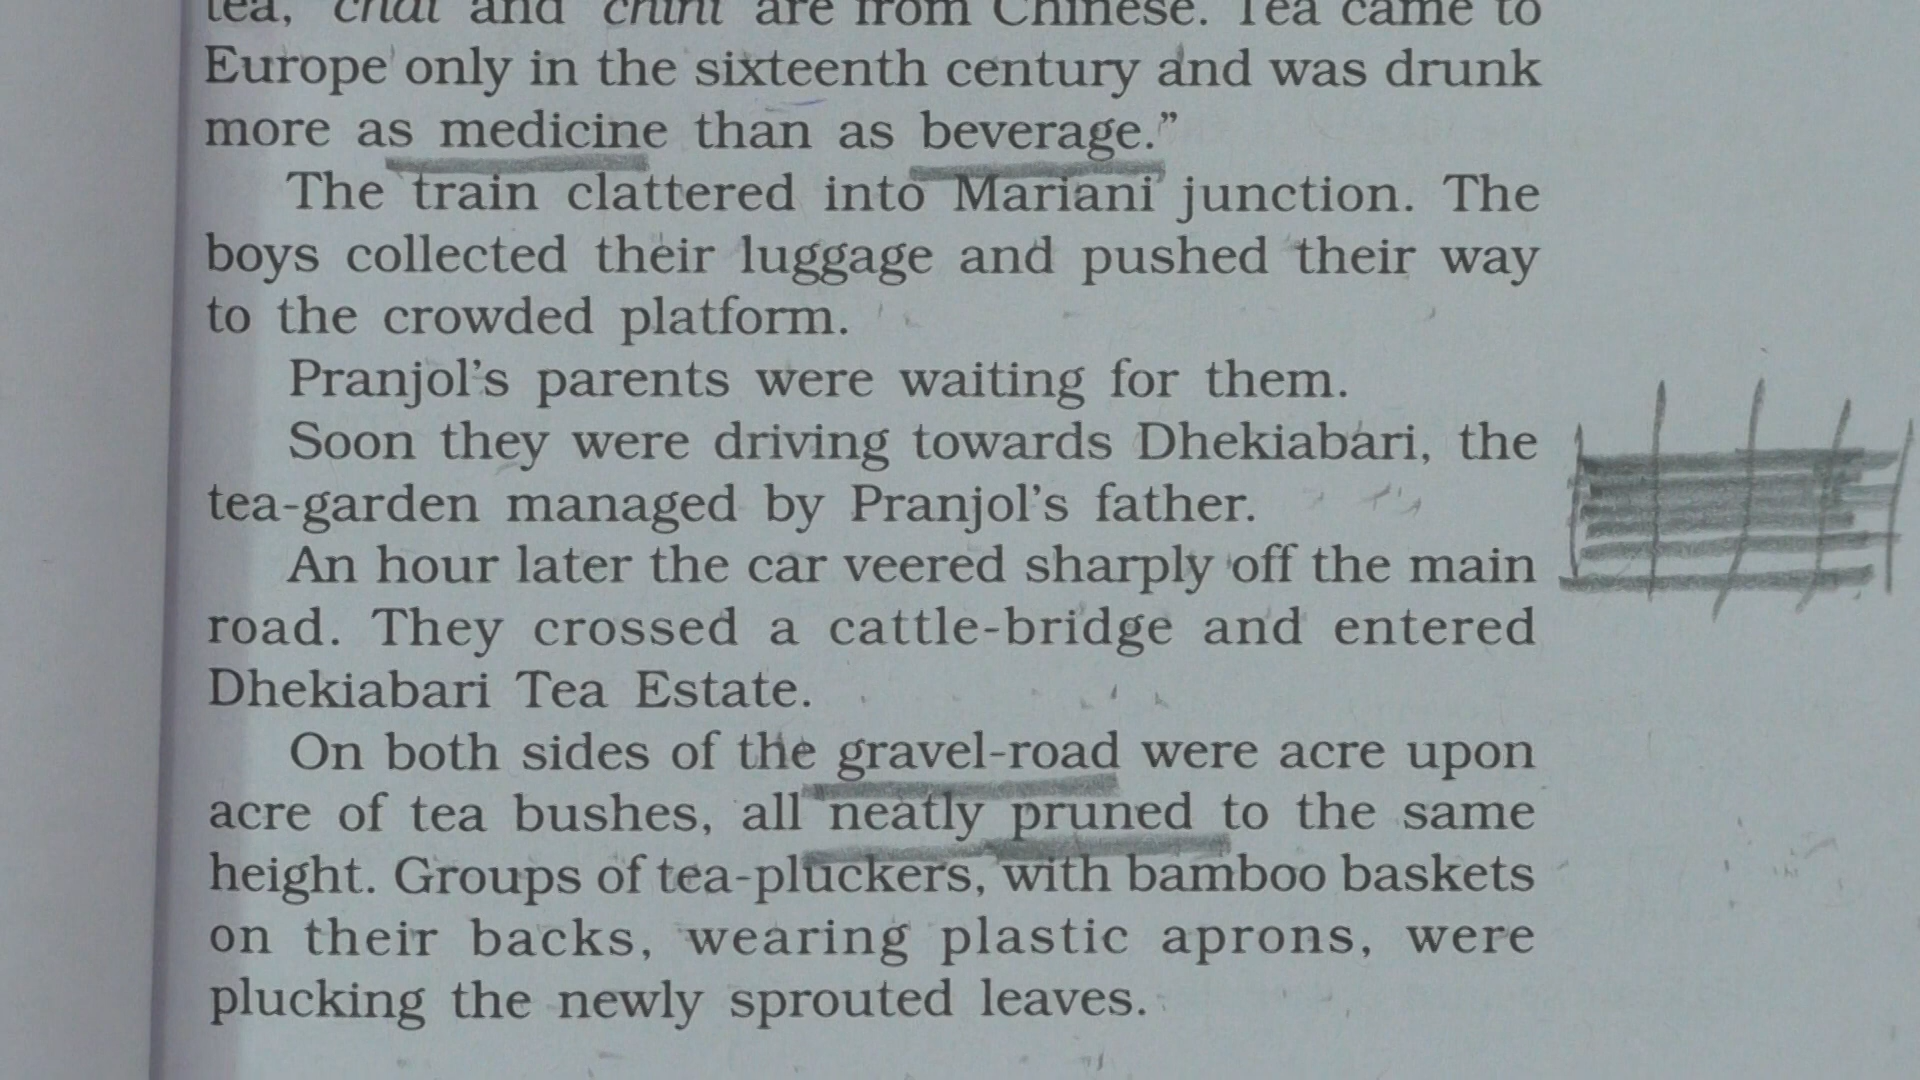 tea, ‘chai’ and ‘chini’ are from Chinese. Tea came to
Europe only in the sixteenth century and was drunk
more as medicine than as beverage.”
The train clattered into Mariani junction. The
boys collected their luggage and pushed their way
to the crowded platform.
Pranjol’s parents were waiting for them.
Soon they were driving towards Dhekiabari, the
tea-garden managed by Pranjol’s father.
An hour later the car veered sharply off the main
road. They crossed a cattle-bridge and entered
Dhekiabari Tea Estate.
On both sides of the gravel-road were acre upon
acre of tea bushes, all neatly pruned to the same
height. Groups of tea-pluckers, with bamboo baskets
on their backs, wearing plastic aprons, were
plucking the newly sprouted leaves.